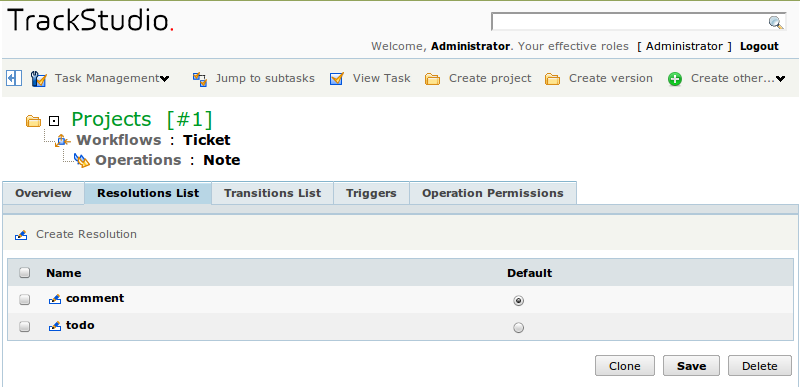 TrackStudio.
Welcome, Administrator. Your effective roles [ Administrator ] Logout
Task Management Jump to subtasks View Task Create project Create version Create other...
Projects [#1]
Workflows : Ticket
Operations : Note
Overview Resolutions List Transitions List Triggers Operation Permissions
Create Resolution
Name Default
comment
todo
Clone Save Delete